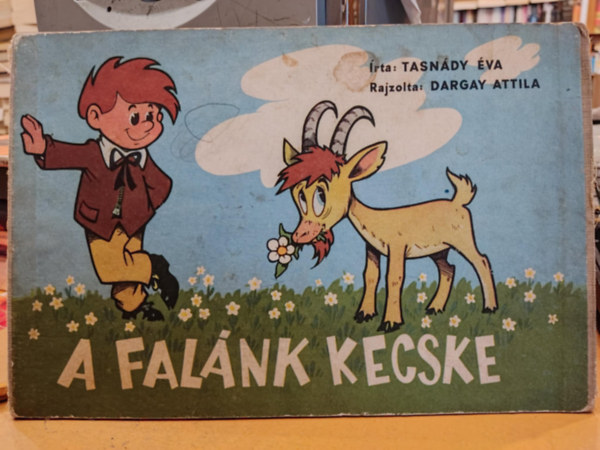 Írta: TASNÁDY ÉVA
Rajzolta: DARGAY ATTILA
A FALÁNK KECSKE